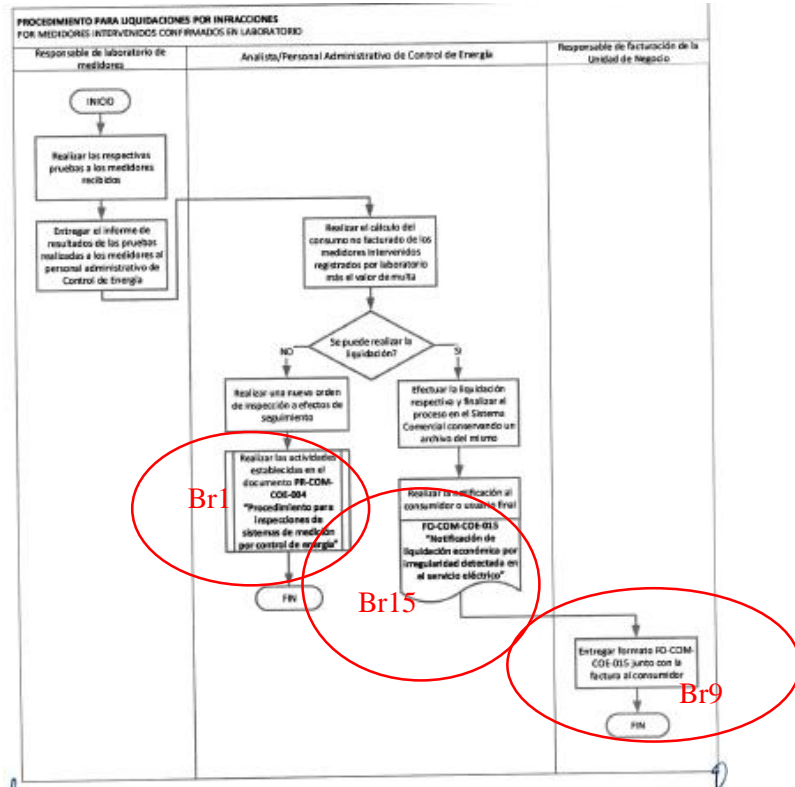 PROCEDIMIENTO PARA LIQUIDACIONES POR INFRACCIONES
POR MEDIDORES INTERVENIDOS CONFIRMADOS EN LABORATORIO
Responsable de laboratorio de
medidores
Analista/Personal Administrativo de Control de Energía
Responsable de facturación de la
Unidad de Negocio
INICIO
Realizar las respectivas
pruebas a los medidores
recibidos
Entregar el informe de
resultados de las pruebas
realizadas a los medidores al
personal administrativo de
Control de Energía
Realizar el cálculo del
consumo no facturado de los
medidores intervenidos
registrados por laboratorio
más el valor de multa
Se puede realizar la
liquidación?
NO
SI
Realizar una nueva orden
de inspección a efectos de
seguimiento
Efectuar la liquidación
respectiva y finalizar el
proceso en el Sistema
Comercial conservando un
archivo del mismo
Realizar las actividades
establecidas en el
documento PR-COM-
COE-004
"Procedimiento para
inspecciones de
sistemas de medición
por control de energía"
Br1
Realizar la notificación al
consumidor o usuario final
FO-COM-COE-015
"Notificación de
liquidación económica por
irregularidad detectada en
el servicio eléctrico"
Br15
FIN
Entregar formato FO-COM-
COE-015 junto con la
factura al consumidor
Br9
FIN